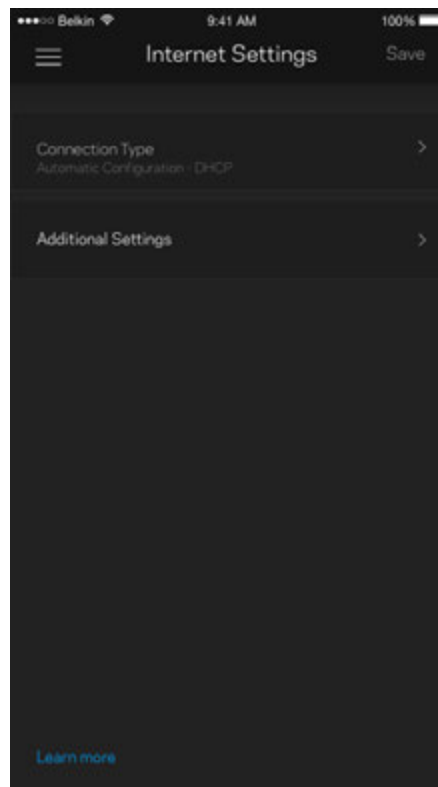 Belkin 9:41 AM 100%
Internet Settings Save
Connection Type
Automatic Configuration - DHCP
Additional Settings
Learn more